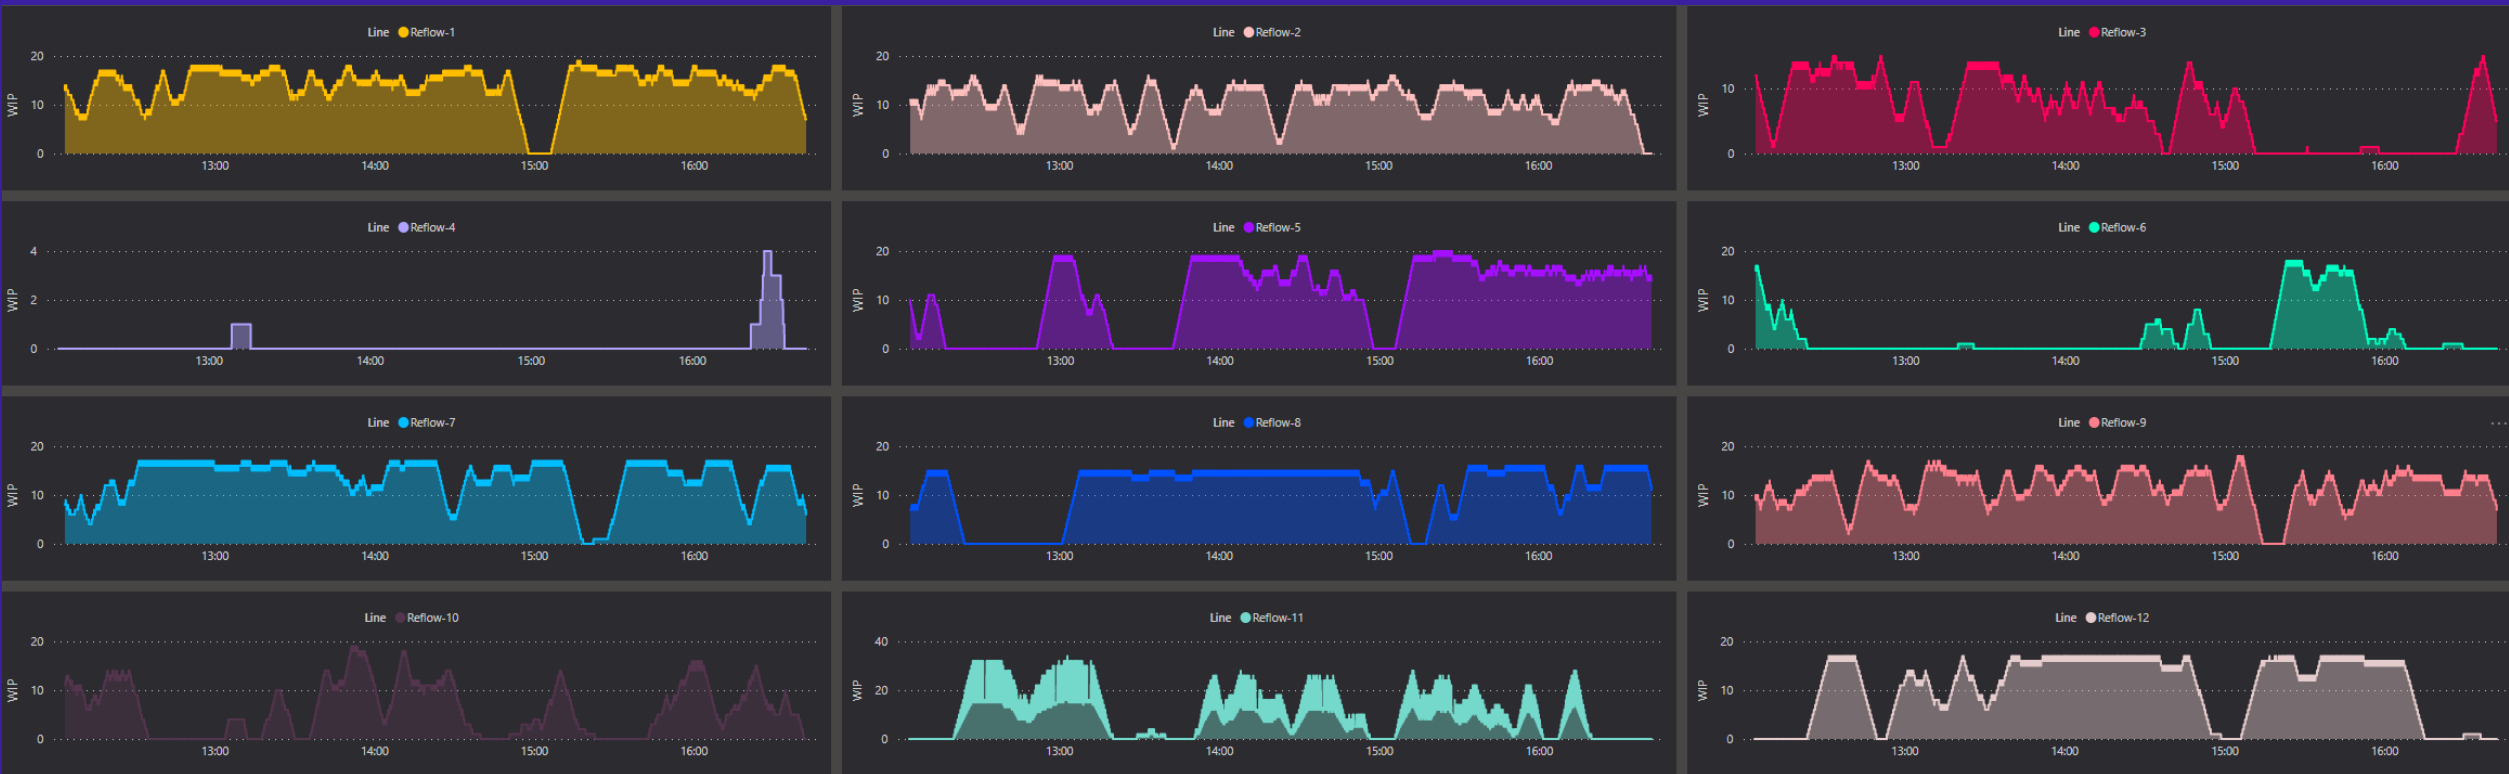 Line Reflow-1
WIP
20
10
0
13:00 14:00 15:00 16:00
Line Reflow-2
WIP
20
10
0
13:00 14:00 15:00 16:00
Line Reflow-3
WIP
10
0
13:00 14:00 15:00 16:00
Line Reflow-4
WIP
4
2
0
13:00 14:00 15:00 16:00
Line Reflow-5
WIP
20
10
0
13:00 14:00 15:00 16:00
Line Reflow-6
WIP
20
10
0
13:00 14:00 15:00 16:00
Line Reflow-7
WIP
20
10
0
13:00 14:00 15:00 16:00
Line Reflow-8
WIP
20
10
0
13:00 14:00 15:00 16:00
Line Reflow-9
WIP
20
10
0
13:00 14:00 15:00 16:00
Line Reflow-10
WIP
20
10
0
13:00 14:00 15:00 16:00
Line Reflow-11
WIP
40
20
0
13:00 14:00 15:00 16:00
Line Reflow-12
WIP
20
10
0
13:00 14:00 15:00 16:00